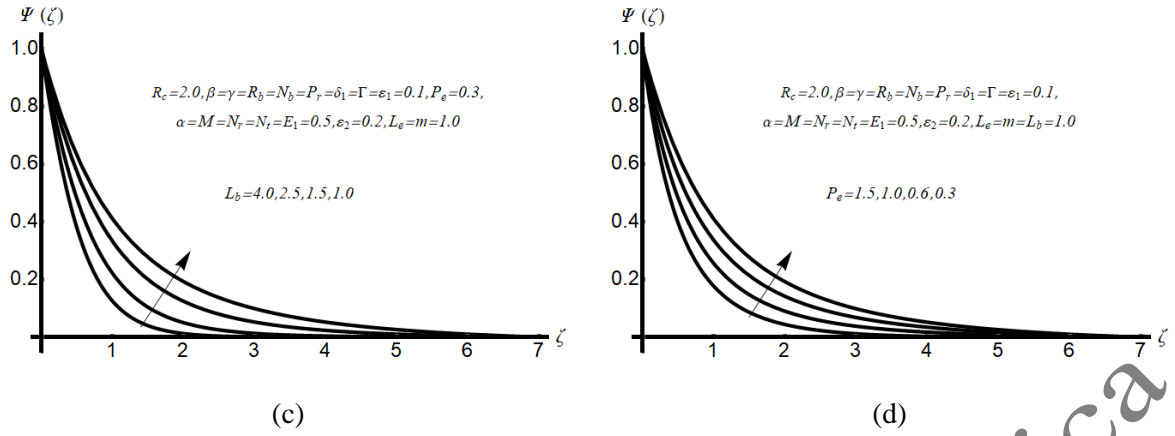 Ψ (ζ)
1.0
0.8
0.6
0.4
0.2
1 2 3 4 5 6 7 ζ
R_c=2.0,β=γ=R_b=N_b=P_r=δ_1=Γ=ε_1=0.1,P_e=0.3,
α=M=N_r=N_t=E_1=0.5,ε_2=0.2,L_e=m=1.0
L_b=4.0,2.5,1.5,1.0
(c)
Ψ (ζ)
1.0
0.8
0.6
0.4
0.2
1 2 3 4 5 6 7 ζ
R_c=2.0,β=γ=R_b=N_b=P_r=δ_1=Γ=ε_1=0.1,
α=M=N_r=N_t=E_1=0.5,ε_2=0.2,L_e=m=L_b=1.0
P_e=1.5,1.0,0.6,0.3
(d)
ica